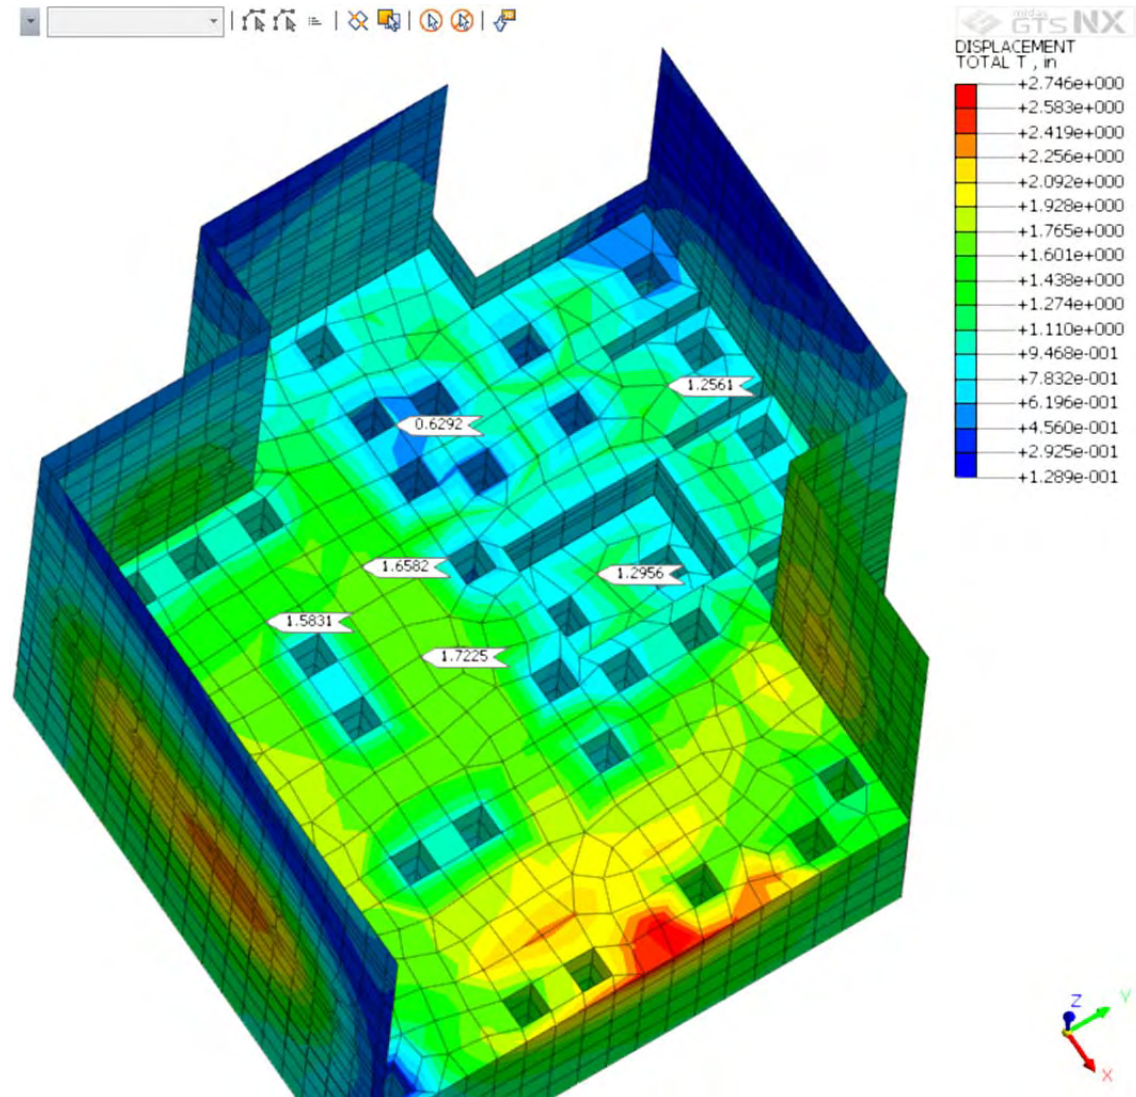 midas
GTS NX
DISPLACEMENT
TOTAL T , in
+2.746e+000
+2.583e+000
+2.419e+000
+2.256e+000
+2.092e+000
+1.928e+000
+1.765e+000
+1.601e+000
+1.438e+000
+1.274e+000
+1.110e+000
+9.468e-001
+7.832e-001
+6.196e-001
+4.560e-001
+2.925e-001
+1.289e-001
1.2561
0.6292
1.6582
1.2956
1.5831
1.7225
Z
Y
X